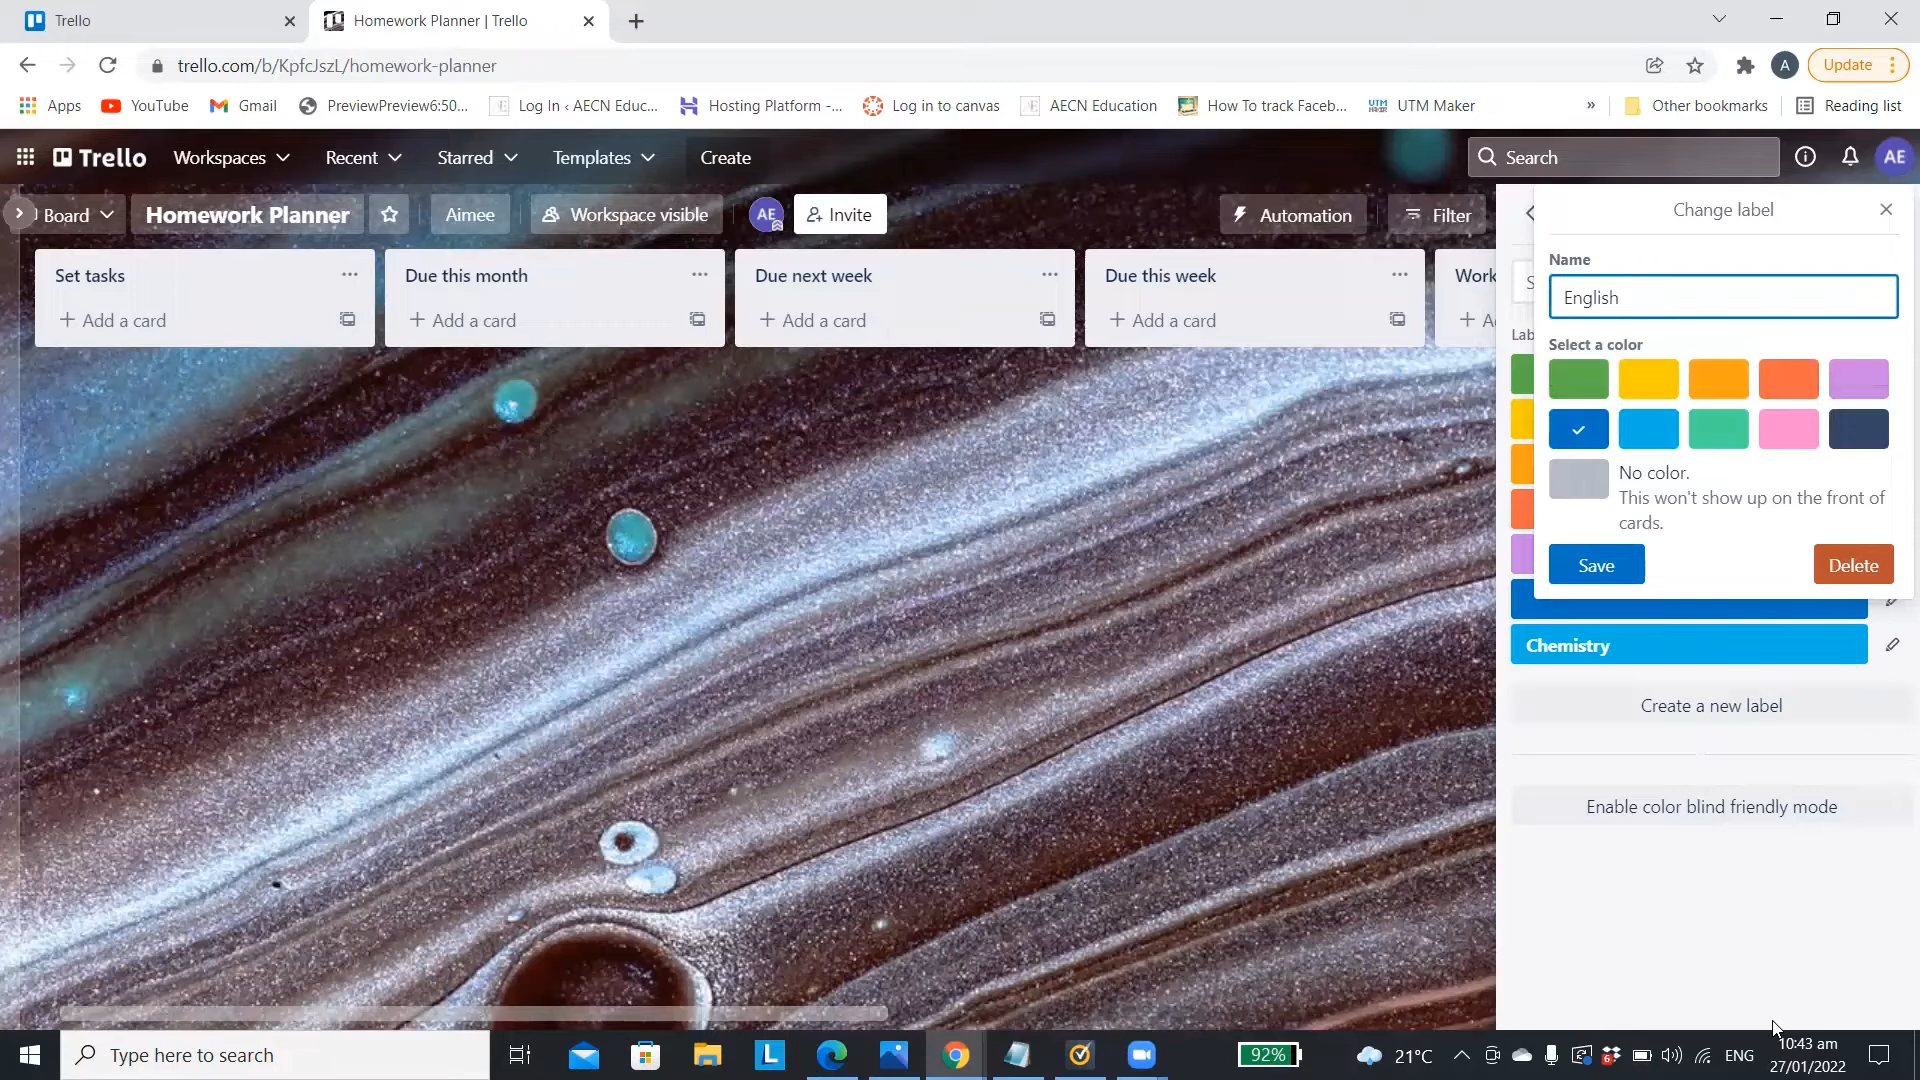 Trello
Homework Planner | Trello
trello.com/b/KpfcJszL/homework-planner
Update
Apps
YouTube
Gmail
PreviewPreview6:50...
Log In ‹ AECN Educ...
Hosting Platform -...
Log in to canvas
AECN Education
How To track Faceb...
UTM Maker
»
Other bookmarks
Reading list
Trello
Workspaces
Recent
Starred
Templates
Create
Search
AE
Board
Homework Planner
Aimee
Workspace visible
AE
Invite
Automation
Filter
Change label
Name
English
Select a color
No color.
This won't show up on the front of
cards.
Save
Delete
Set tasks
Due this month
Due next week
Due this week
Work
+ Add a card
+ Add a card
+ Add a card
+ Add a card
Chemistry
Create a new label
Enable color blind friendly mode
Type here to search
92%
21°C
ENG
10:43 am
27/01/2022